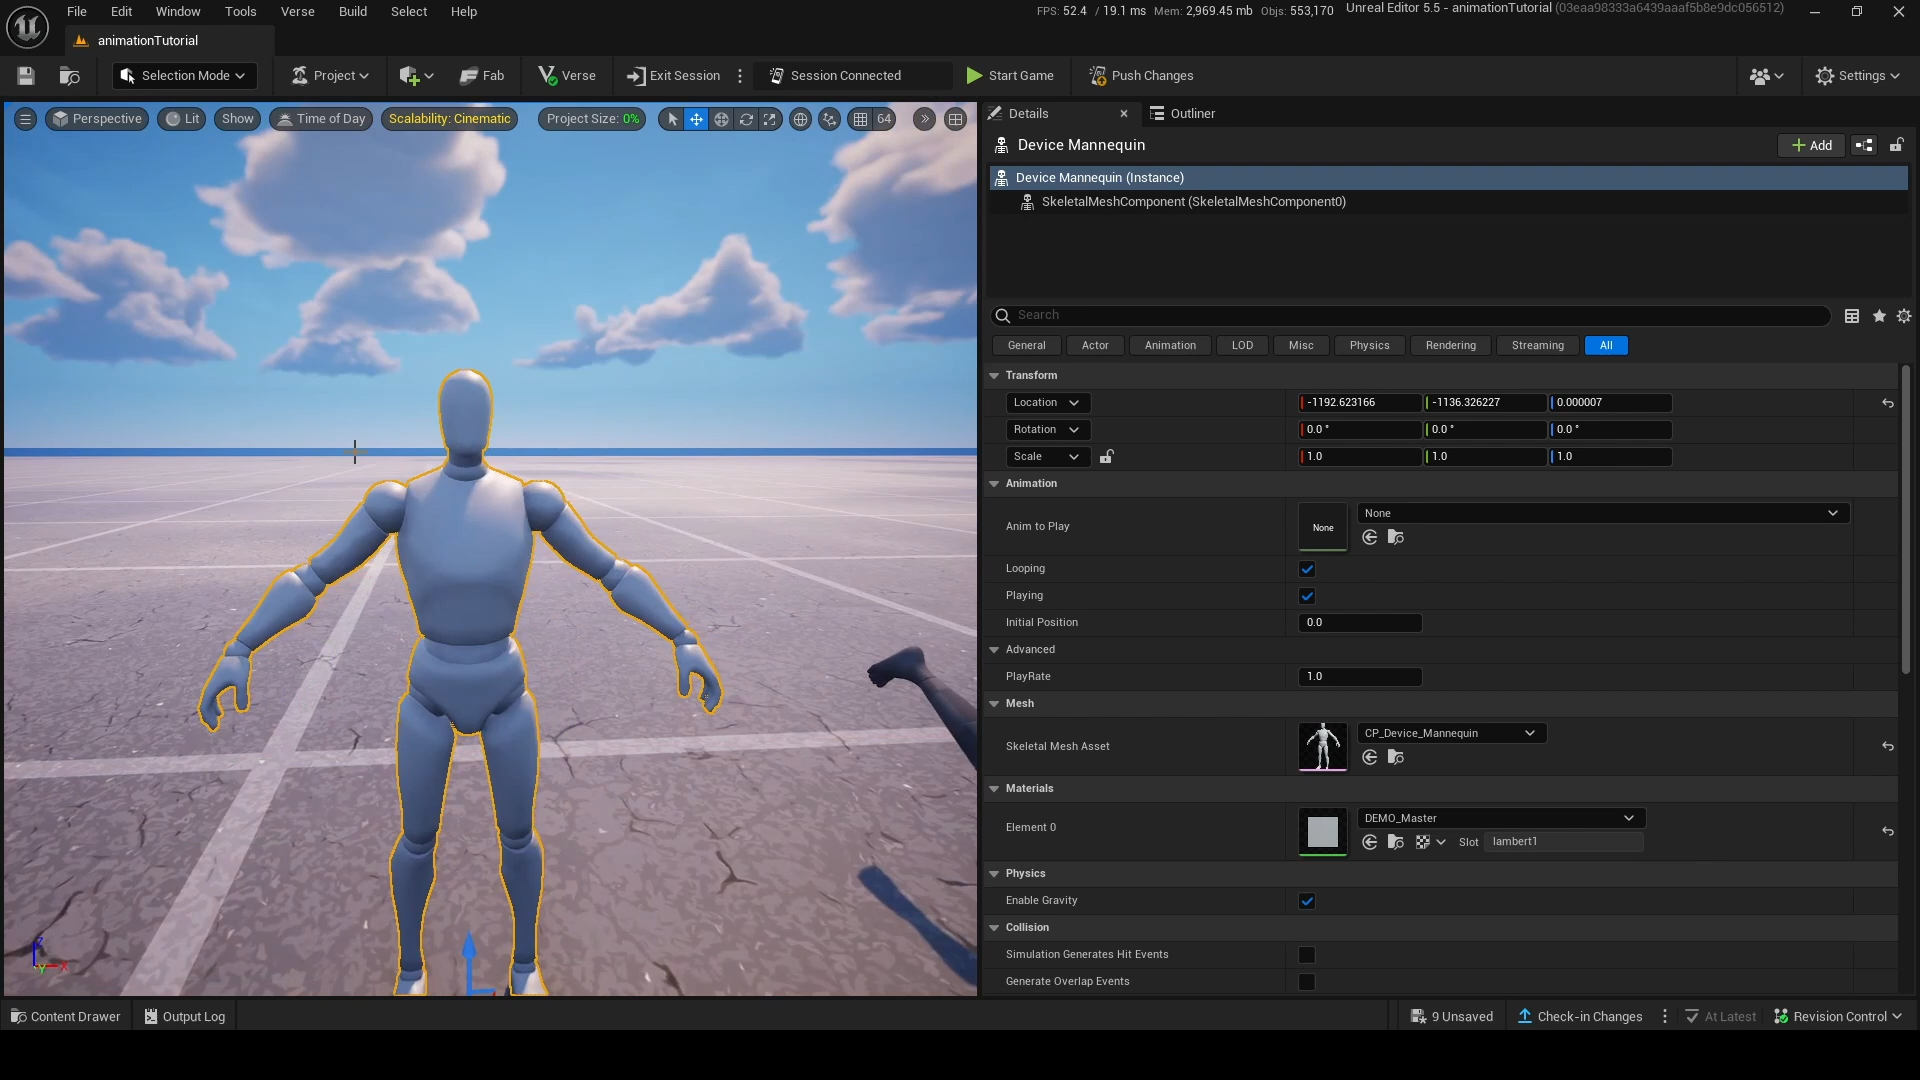 File Edit Window Tools Verse Build Select Help
FPS: 52.4 / 19.1 ms Mem: 2,969.45 mb Objs: 553,170 Unreal Editor 5.5 - animationTutorial (03eaa98333a6439aaaf5b8e9dc056512)
animationTutorial
Selection Mode Project Fab Verse Exit Session Session Connected Start Game Push Changes Settings
Perspective Lit Show Time of Day Scalability: Cinematic Project Size: 0% 64
Details Outliner
Device Mannequin Add
Device Mannequin (Instance)
SkeletalMeshComponent (SkeletalMeshComponent0)
Search
General Actor Animation LOD Misc Physics Rendering Streaming All
Transform
Location -1192.623166 -1136.326227 0.000007
Rotation 0.0 ° 0.0 ° 0.0 °
Scale 1.0 1.0 1.0
Animation
Anim to Play None None
Looping
Playing
Initial Position 0.0
Advanced
PlayRate 1.0
Mesh
Skeletal Mesh Asset CP_Device_Mannequin
Materials
Element 0 DEMO_Master
Slot lambert1
Physics
Enable Gravity
Collision
Simulation Generates Hit Events
Generate Overlap Events
Z
Y X
Content Drawer Output Log 9 Unsaved Check-in Changes At Latest Revision Control